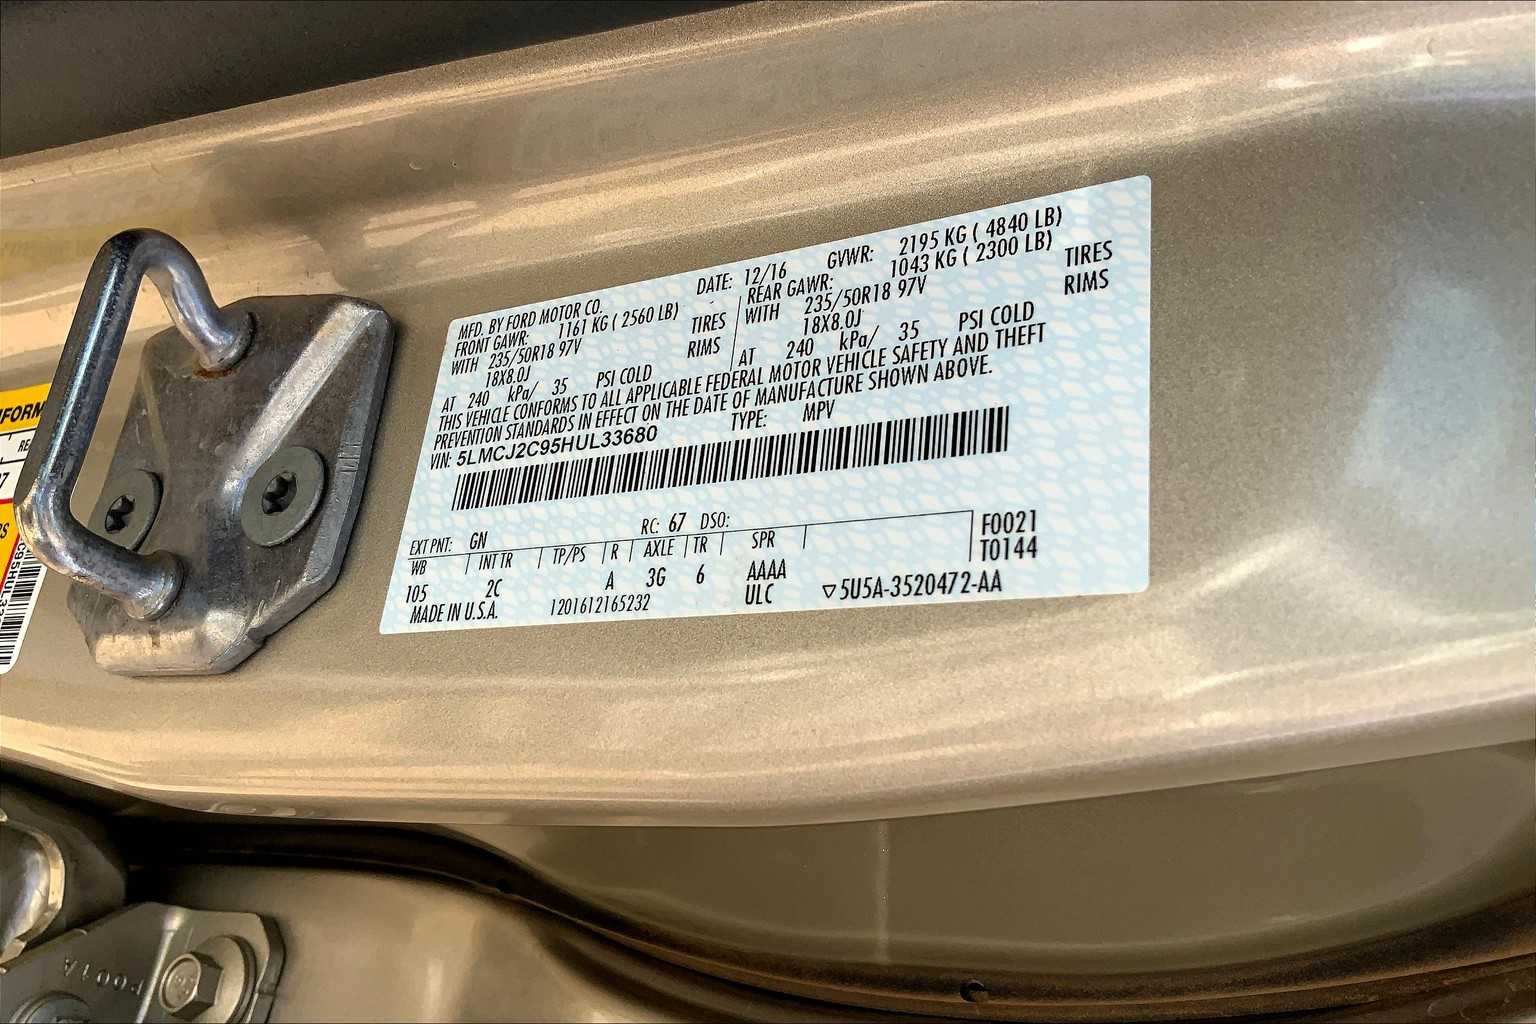 MFD. BY FORD MOTOR CO. DATE: 12/16 GVWR: 2195 KG ( 4840 LB)
FRONT GAWR: 1161 KG ( 2560 LB) REAR GAWR: 1043 KG ( 2300 LB)
WITH 235/50R18 97V TIRES WITH 235/50R18 97V TIRES
18X8.0J RIMS 18X8.0J RIMS
AT 240 kPa/ 35 PSI COLD AT 240 kPa/ 35 PSI COLD
THIS VEHICLE CONFORMS TO ALL APPLICABLE FEDERAL MOTOR VEHICLE SAFETY AND THEFT
PREVENTION STANDARDS IN EFFECT ON THE DATE OF MANUFACTURE SHOWN ABOVE.
VIN: 5LMCJ2C95HUL33680 TYPE: MPV
EXT PNT: GN RC: 67 DSO: F0021
WB INT TR TP/PS R AXLE TR SPR T0144
105 2C A 3G 6 AAAA
MADE IN U.S.A. 1201612165232 ULC ▽5U5A-3520472-AA
P001A